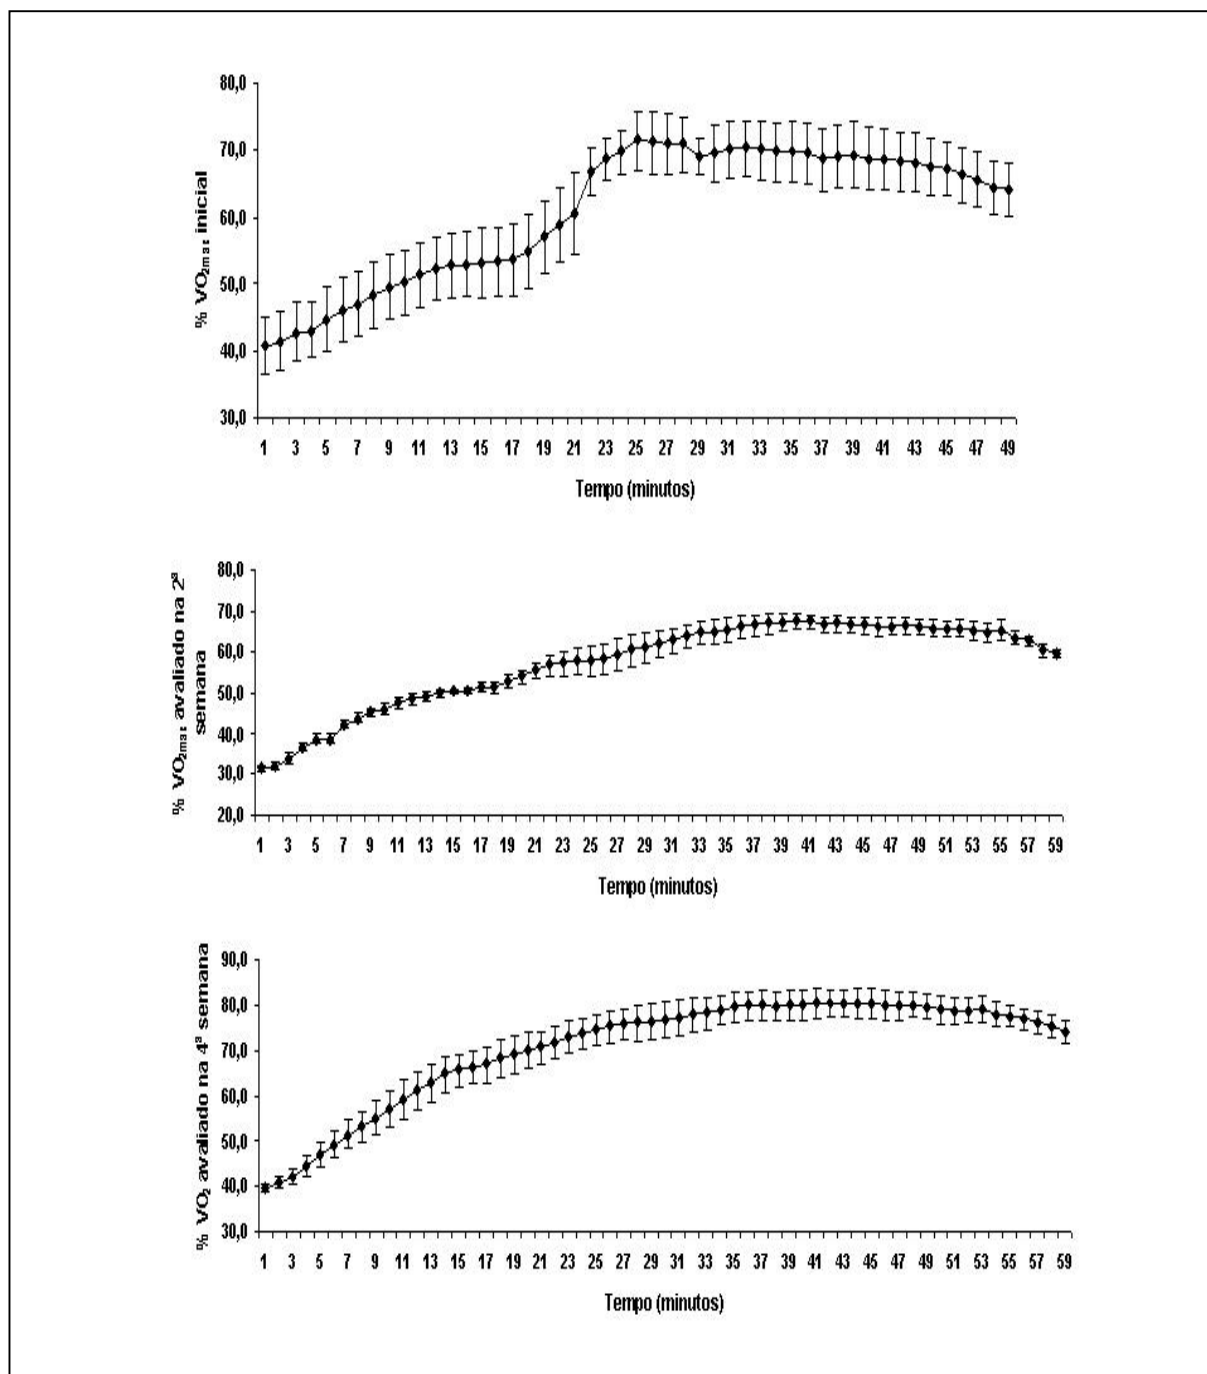 80,0
70,0
60,0
50,0
40,0
30,0
% VO₂ma: inicial
1 3 5 7 9 11 13 15 17 19 21 23 25 27 29 31 33 35 37 39 41 43 45 47 49
Tempo (minutos)
80,0
70,0
60,0
50,0
40,0
30,0
20,0
% VO₂ma: avaliado na 2ª
semana
1 3 5 7 9 11 13 15 17 19 21 23 25 27 29 31 33 35 37 39 41 43 45 47 49 51 53 55 57 59
Tempo (minutos)
90,0
80,0
70,0
60,0
50,0
40,0
30,0
% VO₂ avaliado na 4ª semana
1 3 5 7 9 11 13 15 17 19 21 23 25 27 29 31 33 35 37 39 41 43 45 47 49 51 53 55 57 59
Tempo (minutos)